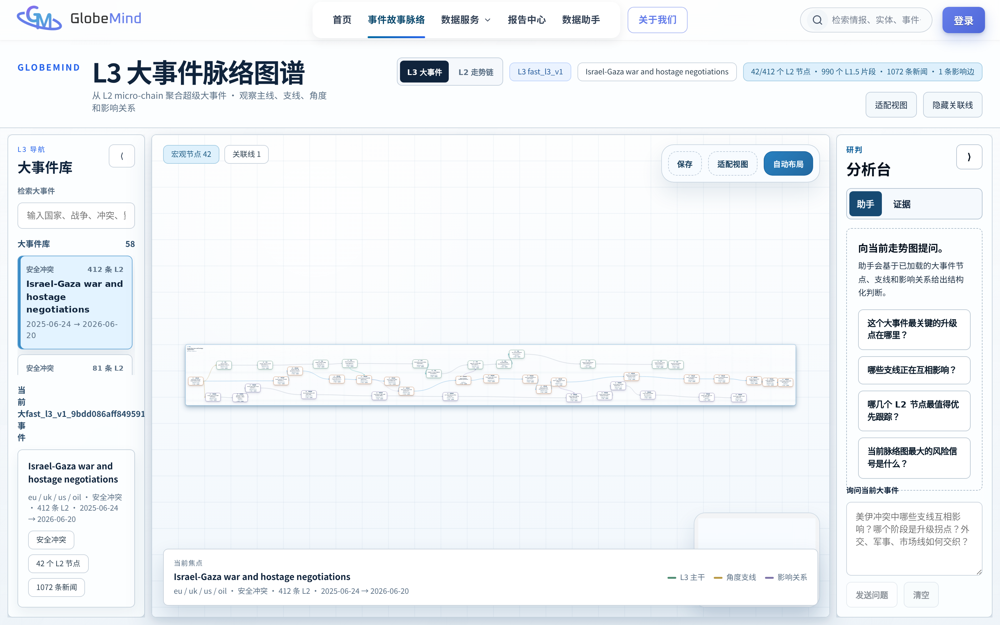 GM GlobeMind
首页
事件故事脉络
数据服务
报告中心
数据助手
关于我们
检索情报、实体、事件
登录
GLOBEMIND
L3 大事件脉络图谱
从 L2 micro-chain 聚合超级大事件 • 观察主线、支线、角度
和影响关系
L3 大事件
L2 走势链
L3 fast_l3_v1
Israel-Gaza war and hostage negotiations
42/412 个 L2 节点 • 990 个 L1.5 片段 • 1072 条新闻 • 1 条影响边
适配视图
隐藏关联线
L3 导航
大事件库
⟨
检索大事件
输入国家、战争、冲突、
大事件库 58
安全冲突 412 条 L2
Israel-Gaza war and
hostage
negotiations
2025-06-24 → 2026-06-
20
安全冲突 81 条 L2
当
前
大fast_l3_v1_9bdd086aff849591
事
件
Israel-Gaza war and
hostage negotiations
eu / uk / us / oil • 安全冲突
• 412 条 L2 • 2025-06-24
→ 2026-06-20
安全冲突
42 个 L2 节点
1072 条新闻
宏观节点 42
关联线 1
保存
适配视图
自动布局
当前焦点
Israel-Gaza war and hostage negotiations
eu / uk / us / oil • 安全冲突 • 412 条 L2 • 2025-06-24 → 2026-06-20
L3 主干
角度支线
影响关系
研判
分析台
⟩
助手
证据
向当前走势图提问。
助手会基于已加载的大事件节
点、支线和影响关系给出结构
化判断。
这个大事件最关键的升级
点在哪里？
哪些支线正在互相影响？
哪几个 L2 节点最值得优
先跟踪？
当前脉络图最大的风险信
号是什么？
询问当前大事件
美伊冲突中哪些支线互相影
响？哪个阶段是升级拐点？外
交、军事、市场线如何交织？
发送问题
清空